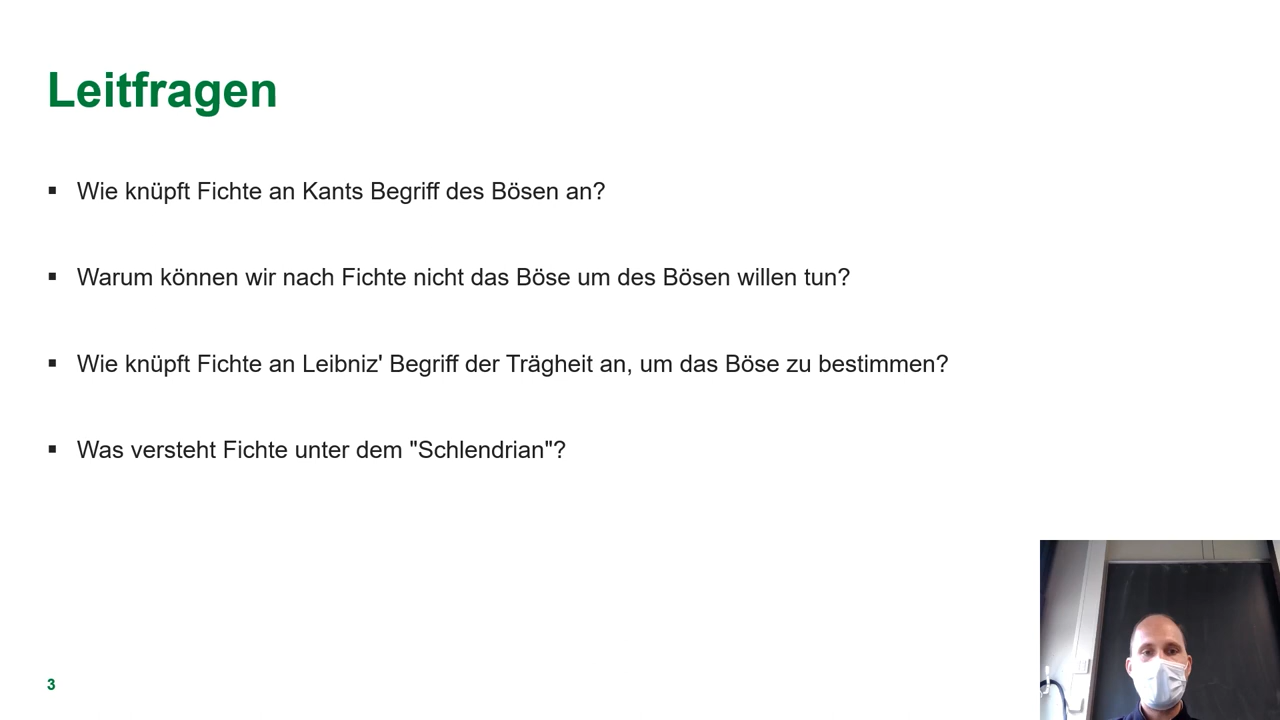 Leitfragen
▪ Wie knüpft Fichte an Kants Begriff des Bösen an?
▪ Warum können wir nach Fichte nicht das Böse um des Bösen willen tun?
▪ Wie knüpft Fichte an Leibniz' Begriff der Trägheit an, um das Böse zu bestimmen?
▪ Was versteht Fichte unter dem "Schlendrian"?
3